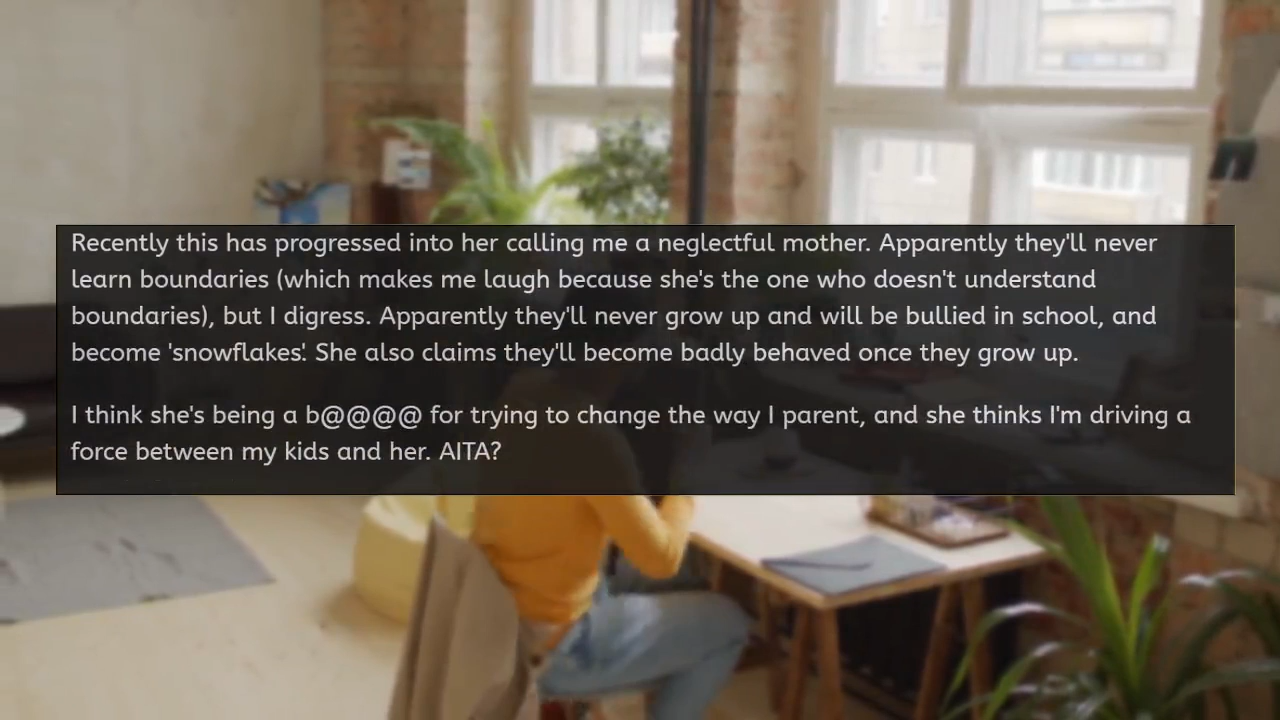 Recently this has progressed into her calling me a neglectful mother. Apparently they'll never
learn boundaries (which makes me laugh because she's the one who doesn't understand
boundaries), but I digress. Apparently they'll never grow up and will be bullied in school, and
become 'snowflakes'. She also claims they'll become badly behaved once they grow up.
I think she's being a b@@@@ for trying to change the way I parent, and she thinks I'm driving a
force between my kids and her. AITA?